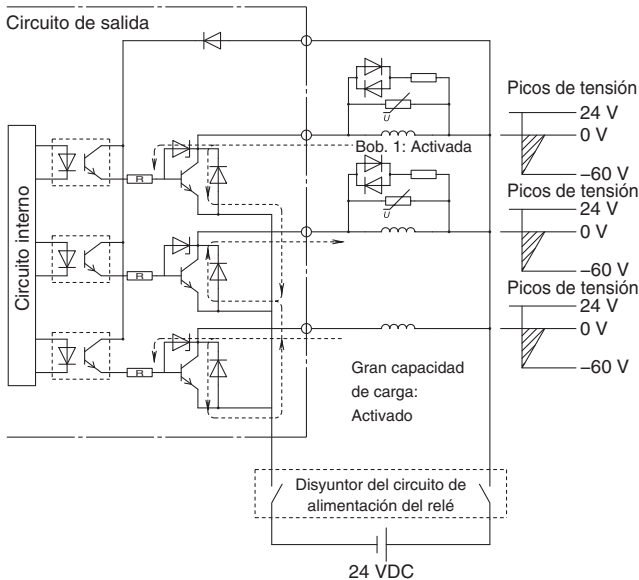 Circuito de salida
Circuito interno
R
R
R
U
U
Bob. 1: Activada
Picos de tensión
24 V
0 V
–60 V
Picos de tensión
24 V
0 V
–60 V
Picos de tensión
24 V
0 V
–60 V
Gran capacidad
de carga:
Activado
Disyuntor del circuito de
alimentación del relé
24 VDC